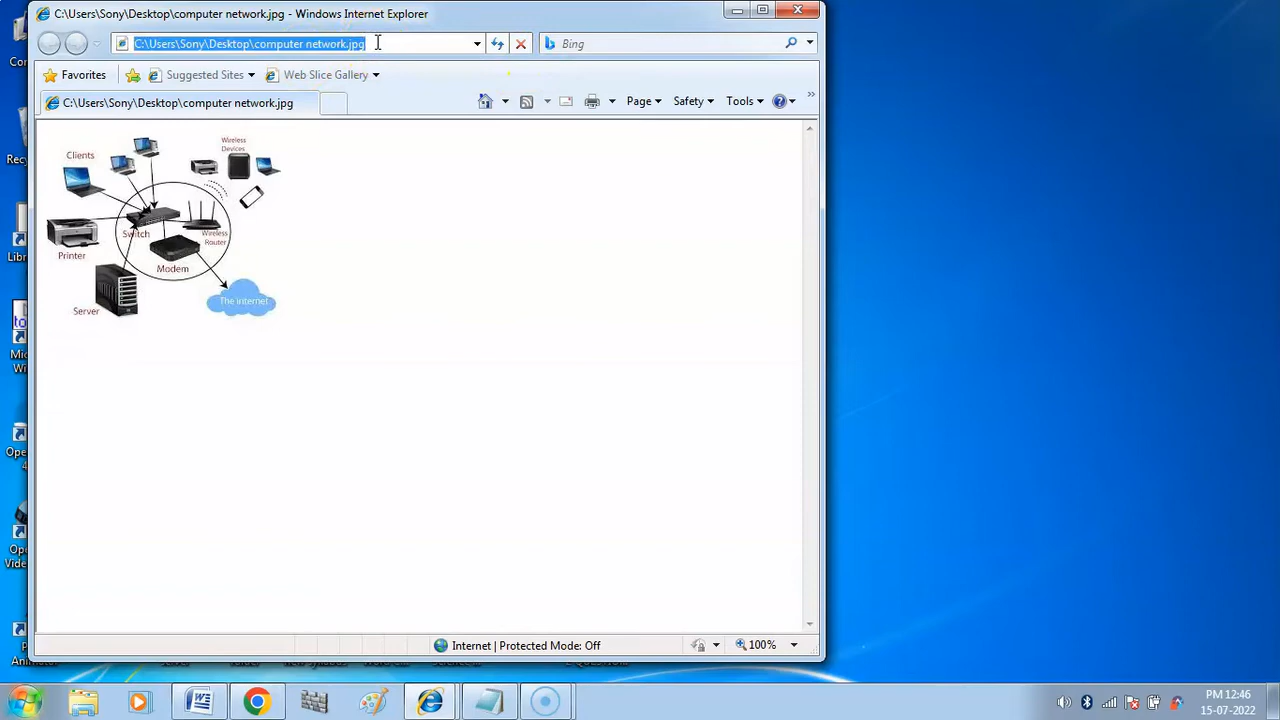 C:\Users\Sony\Desktop\computer network.jpg - Windows Internet Explorer
C:\Users\Sony\Desktop\computer network.jpg
Bing
Favorites
Suggested Sites
Web Slice Gallery
C:\Users\Sony\Desktop\computer network.jpg
Page
Safety
Tools
Clients
Wireless
Devices
Switch
Wireless
Router
Printer
Modem
Server
The Internet
Internet | Protected Mode: Off
100%
PM 12:46
15-07-2022